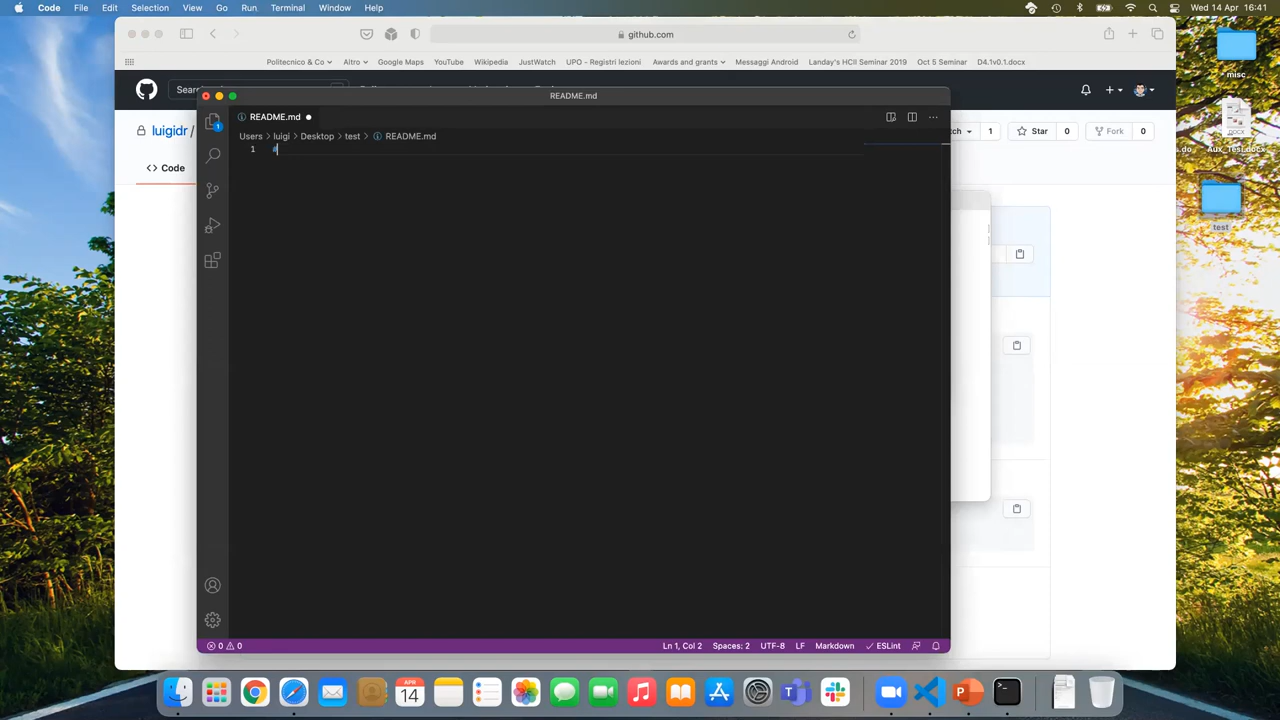 Code File Edit Selection View Go Run Terminal Window Help
Wed 14 Apr 16:41
github.com
Politecnico & Co Altro Google Maps YouTube Wikipedia JustWatch UPO - Registri lezioni Awards and grants Messaggi Android Landay's HCII Seminar 2019 Oct 5 Seminar D4.1v0.1.docx
misc
README.md
README.md
luigidr /
1 Star 0 Fork 0
Users > luigi > Desktop > test > README.md
1 #
Aux_Test.docx
<> Code
test
0 0
Ln 1, Col 2 Spaces: 2 UTF-8 LF Markdown ESLint
APR
14